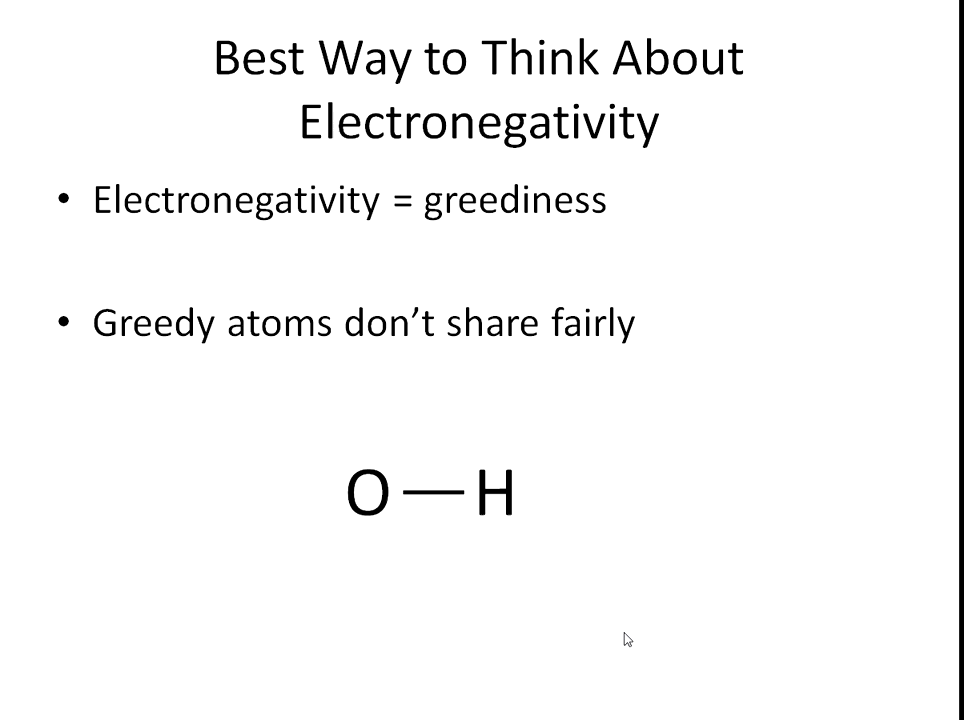 Best Way to Think About
Electronegativity
• Electronegativity = greediness
• Greedy atoms don’t share fairly
O — H